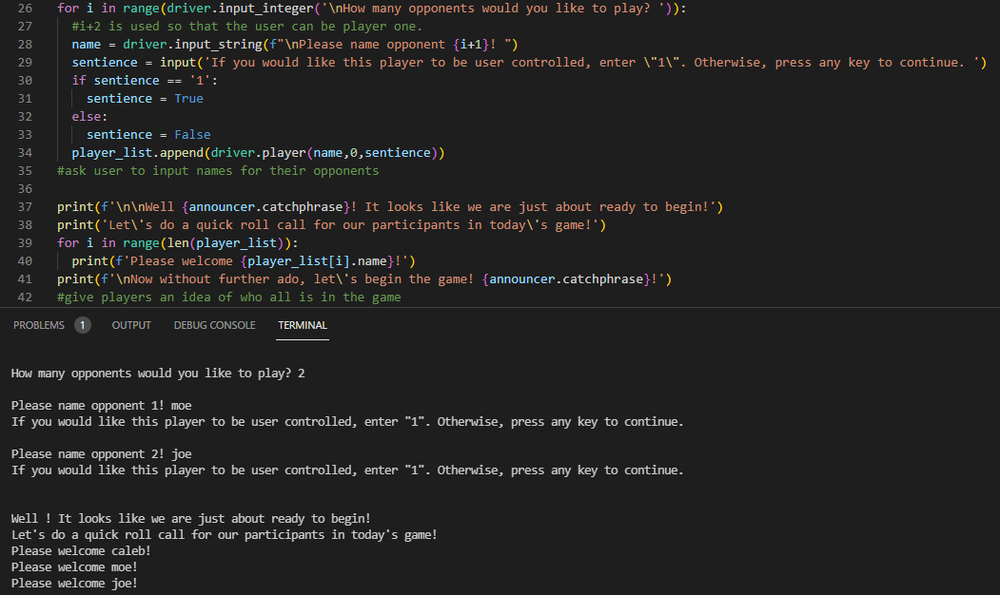 26 for i in range(driver.input_integer('\nHow many opponents would you like to play? ')):
27 #i+2 is used so that the user can be player one.
28 name = driver.input_string(f"\nPlease name opponent {i+1}! ")
29 sentience = input('If you would like this player to be user controlled, enter \"1\". Otherwise, press any key to continue. ')
30 if sentience == '1':
31 sentience = True
32 else:
33 sentience = False
34 player_list.append(driver.player(name,0,sentience))
35 #ask user to input names for their opponents
36
37 print(f'\n\nWell {announcer.catchphrase}! It looks like we are just about ready to begin!')
38 print('Let\'s do a quick roll call for our participants in today\'s game!')
39 for i in range(len(player_list)):
40 print(f'Please welcome {player_list[i].name}!')
41 print(f'\nNow without further ado, let\'s begin the game! {announcer.catchphrase}!')
42 #give players an idea of who all is in the game
PROBLEMS 1 OUTPUT DEBUG CONSOLE TERMINAL
How many opponents would you like to play? 2
Please name opponent 1! moe
If you would like this player to be user controlled, enter "1". Otherwise, press any key to continue.
Please name opponent 2! joe
If you would like this player to be user controlled, enter "1". Otherwise, press any key to continue.
Well ! It looks like we are just about ready to begin!
Let's do a quick roll call for our participants in today's game!
Please welcome caleb!
Please welcome moe!
Please welcome joe!